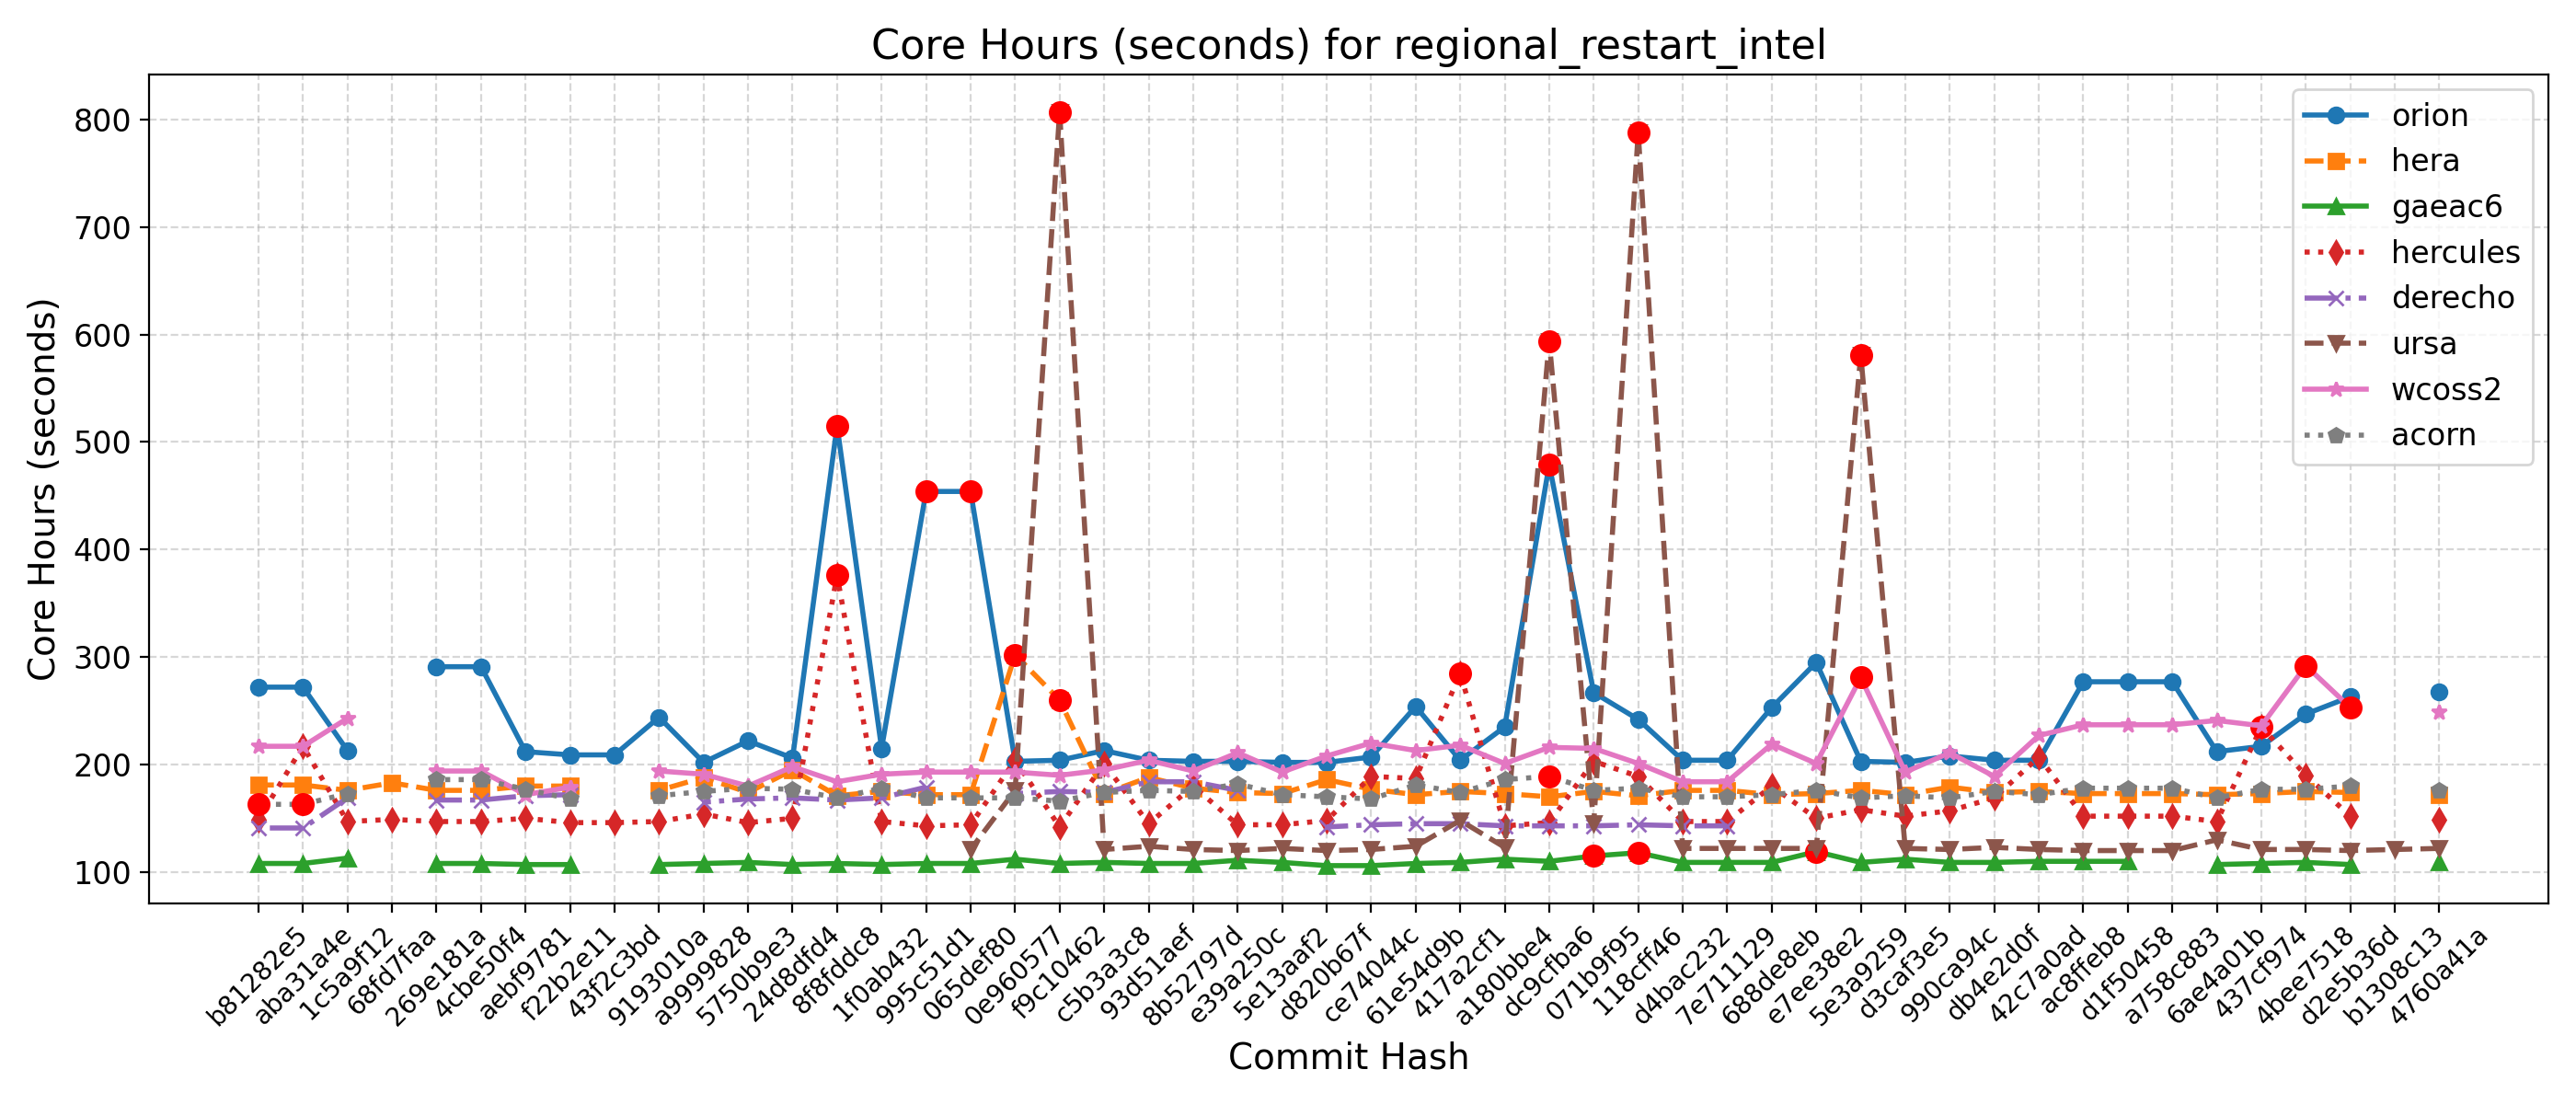 Core Hours (seconds) for regional_restart_intel
Core Hours (seconds)
800
700
600
500
400
300
200
100
orion
hera
gaeac6
hercules
derecho
ursa
wcoss2
acorn
b81282e5
aba31a4e
1c5a9f12
68fd7faa
269e181a
4cbe50f4
aebf9781
f22b2e11
43f2c3bd
9193010a
a9999828
5750b9e3
24d8dfd4
8f8fddc8
1f0ab432
995c51d1
065def80
0e960577
f9c10462
c5b3a3c8
93d51aef
8b52797d
e39a250c
5e13aaf2
d820b67f
ce74044c
61e54d9b
417a2cf1
a180bbe4
dc9cfba6
071b9f95
118cff46
d4bac232
7e711129
688de8eb
e7ee38e2
5e3a9259
d3caf3e5
990ca94c
db4e2d0f
42c7a0ad
ac8ffeb8
d1f50458
a758c883
6ae4a01b
437cf974
4bee7518
d2e5b36d
b1308c13
4760a41a
Commit Hash